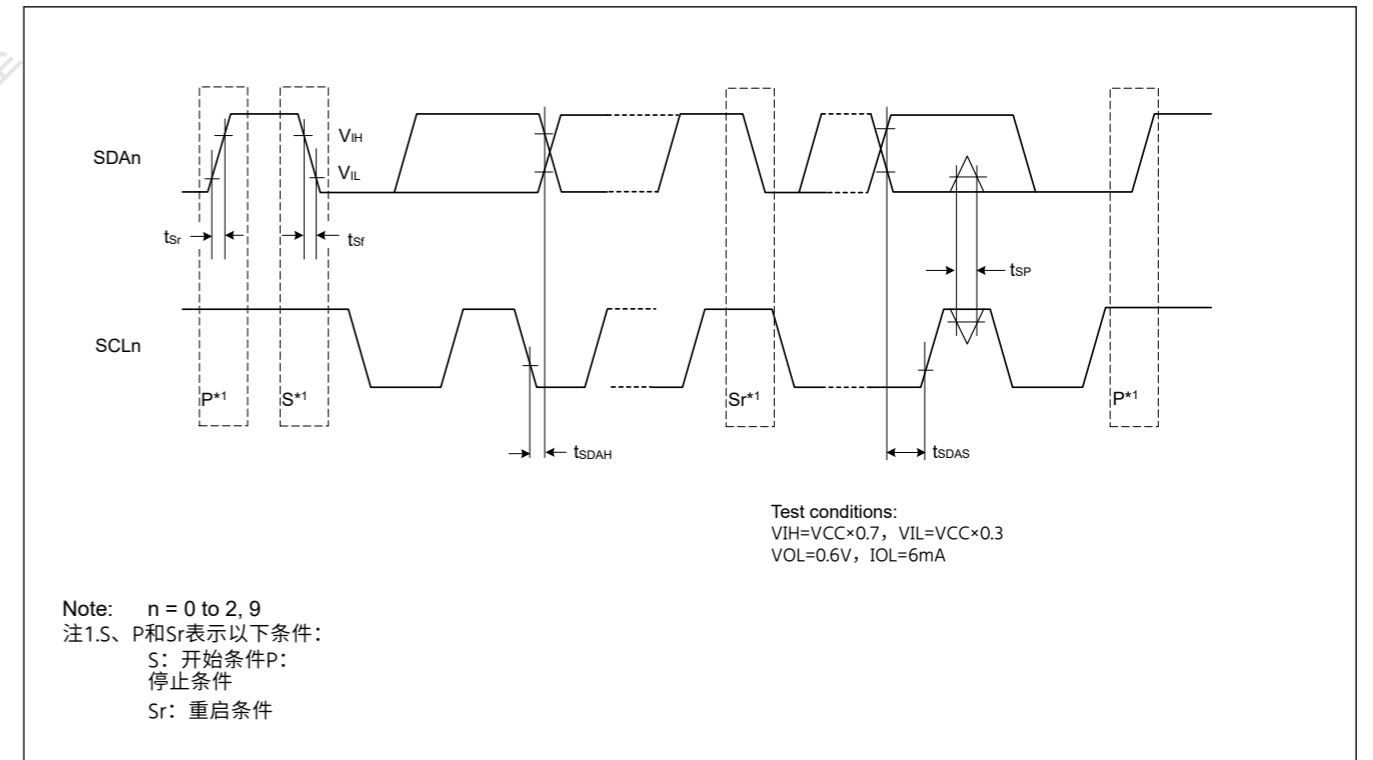 SDAn
VIH
VIL
tSr
tSf
tSP
SCLn
P*1
S*1
Sr*1
P*1
tSDAH
tSDAS
Test conditions:
VIH=VCC×0.7，VIL=VCC×0.3
VOL=0.6V，IOL=6mA
Note: n = 0 to 2, 9
注1.S、P和Sr表示以下条件：
S：开始条件P：
停止条件
Sr：重启条件